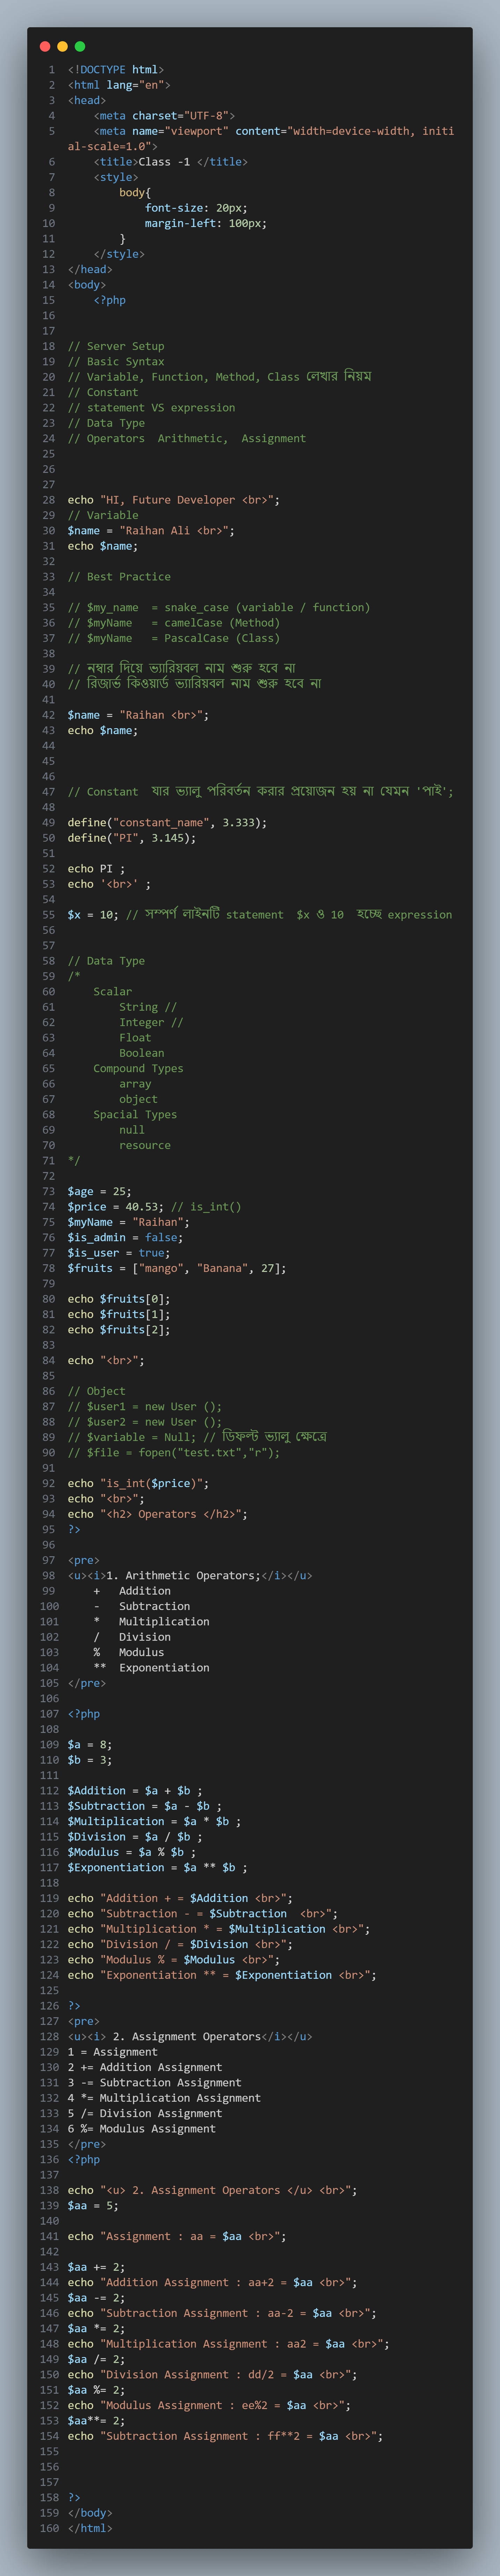 1 <!DOCTYPE html>
2 <html lang="en">
3 <head>
4     <meta charset="UTF-8">
5     <meta name="viewport" content="width=device-width, initi
al-scale=1.0">
6     <title>Class -1 </title>
7     <style>
8         body{
9             font-size: 20px;
10             margin-left: 100px;
11         }
12     </style>
13 </head>
14 <body>
15     <?php
16
17
18 // Server Setup
19 // Basic Syntax
20 // Variable, Function, Method, Class লেখার নিয়ম
21 // Constant
22 // statement VS expression
23 // Data Type
24 // Operators  Arithmetic,  Assignment
25
26
27
28 echo "HI, Future Developer <br>";
29 // Variable
30 $name = "Raihan Ali <br>";
31 echo $name;
32
33 // Best Practice
34
35 // $my_name  = snake_case (variable / function)
36 // $myName   = camelCase (Method)
37 // $myName   = PascalCase (Class)
38
39 // নম্বার দিয়ে ভ্যারিয়বল নাম শুরু হবে না
40 // রিজার্ভ কিওয়ার্ড ভ্যারিয়বল নাম শুরু হবে না
41
42 $name = "Raihan <br>";
43 echo $name;
44
45
46
47 // Constant  যার ভ্যালু পরিবর্তন করার প্রয়োজন হয় না যেমন 'পাই';
48
49 define("constant_name", 3.333);
50 define("PI", 3.145);
51
52 echo PI ;
53 echo '<br>' ;
54
55 $x = 10; // সম্পর্ণ লাইনটি statement  $x ও 10  হচ্ছে expression
56
57
58 // Data Type
59 /*
60     Scalar
61         String //
62         Integer //
63         Float
64         Boolean
65     Compound Types
66         array
67         object
68     Spacial Types
69         null
70         resource
71 */
72
73 $age = 25;
74 $price = 40.53; // is_int()
75 $myName = "Raihan";
76 $is_admin = false;
77 $is_user = true;
78 $fruits = ["mango", "Banana", 27];
79
80 echo $fruits[0];
81 echo $fruits[1];
82 echo $fruits[2];
83
84 echo "<br>";
85
86 // Object
87 // $user1 = new User ();
88 // $user2 = new User ();
89 // $variable = Null; // ডিফল্ট ভ্যালু ক্ষেত্রে
90 // $file = fopen("test.txt","r");
91
92 echo "is_int($price)";
93 echo "<br>";
94 echo "<h2> Operators </h2>";
95 ?>
96
97 <pre>
98 <u><i>1. Arithmetic Operators;</i></u>
99     +   Addition
100     -   Subtraction
101     *   Multiplication
102     /   Division
103     %   Modulus
104     **  Exponentiation
105 </pre>
106
107 <?php
108
109 $a = 8;
110 $b = 3;
111
112 $Addition = $a + $b ;
113 $Subtraction = $a - $b ;
114 $Multiplication = $a * $b ;
115 $Division = $a / $b ;
116 $Modulus = $a % $b ;
117 $Exponentiation = $a ** $b ;
118
119 echo "Addition + = $Addition <br>";
120 echo "Subtraction - = $Subtraction  <br>";
121 echo "Multiplication * = $Multiplication <br>";
122 echo "Division / = $Division <br>";
123 echo "Modulus % = $Modulus <br>";
124 echo "Exponentiation ** = $Exponentiation <br>";
125
126 ?>
127 <pre>
128 <u><i> 2. Assignment Operators</i></u>
129 1 = Assignment
130 2 += Addition Assignment
131 3 -= Subtraction Assignment
132 4 *= Multiplication Assignment
133 5 /= Division Assignment
134 6 %= Modulus Assignment
135 </pre>
136 <?php
137
138 echo "<u> 2. Assignment Operators </u> <br>";
139 $aa = 5;
140
141 echo "Assignment : aa = $aa <br>";
142
143 $aa += 2;
144 echo "Addition Assignment : aa+2 = $aa <br>";
145 $aa -= 2;
146 echo "Subtraction Assignment : aa-2 = $aa <br>";
147 $aa *= 2;
148 echo "Multiplication Assignment : aa2 = $aa <br>";
149 $aa /= 2;
150 echo "Division Assignment : dd/2 = $aa <br>";
151 $aa %= 2;
152 echo "Modulus Assignment : ee%2 = $aa <br>";
153 $aa**= 2;
154 echo "Subtraction Assignment : ff**2 = $aa <br>";
155
156
157
158 ?>
159 </body>
160 </html>